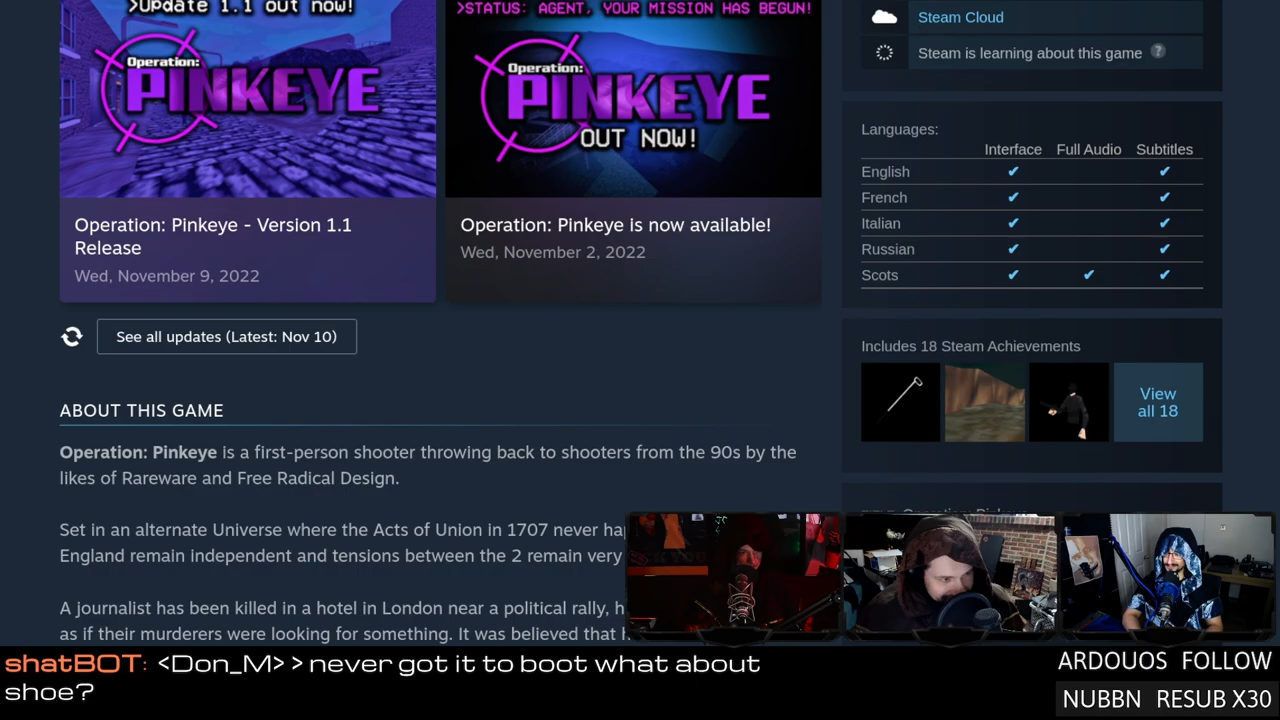 >Update 1.1 out now!
Operation:
PINKEYE
Operation: Pinkeye - Version 1.1
Release
Wed, November 9, 2022
>STATUS: AGENT, YOUR MISSION HAS BEGUN!
Operation:
PINKEYE
OUT NOW!
Operation: Pinkeye is now available!
Wed, November 2, 2022
See all updates (Latest: Nov 10)
ABOUT THIS GAME
Operation: Pinkeye is a first-person shooter throwing back to shooters from the 90s by the
likes of Rareware and Free Radical Design.
Set in an alternate Universe where the Acts of Union in 1707 never
England remain independent and tensions between the 2 remain very
A journalist has been killed in a hotel in London near a political rally,
as if their murderers were looking for something. It was believed that
Steam Cloud
Steam is learning about this game ?
Languages:
Interface Full Audio Subtitles
English ✔ ✔
French ✔ ✔
Italian ✔ ✔
Russian ✔ ✔
Scots ✔ ✔ ✔
Includes 18 Steam Achievements
View
all 18
shatBOT: <Don_M> > never got it to boot what about
shoe?
ARDOUOS FOLLOW
NUBBN RESUB X30